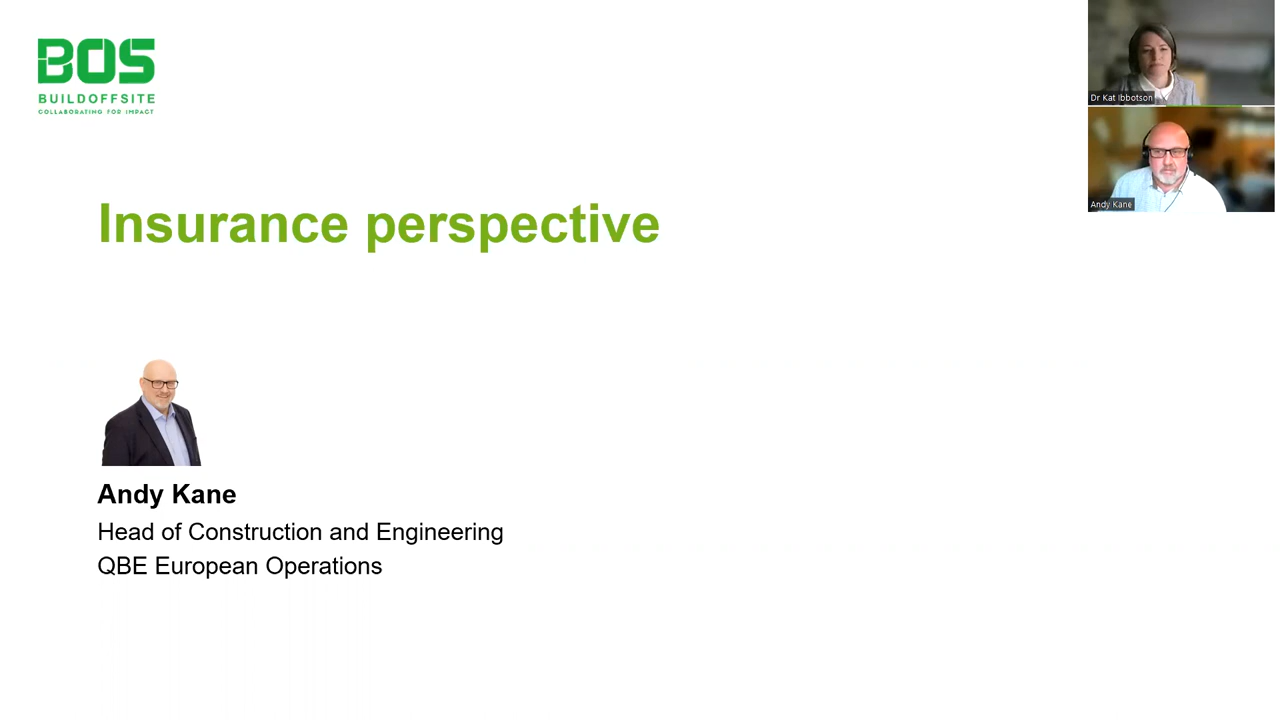 BOS
BUILDOFFSITE
COLLABORATING FOR IMPACT
Dr Kat Ibbotson
Andy Kane
Insurance perspective
Andy Kane
Head of Construction and Engineering
QBE European Operations